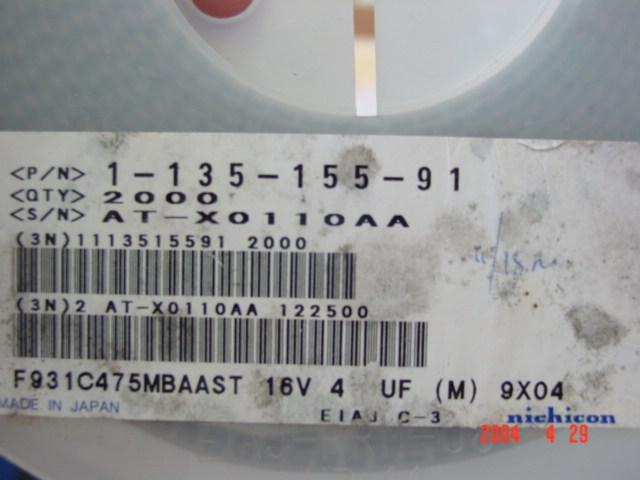 <P/N> 1-135-155-91
<QTY> 2000
<S/N> AT-X0110AA
(3N)1113515591 2000
(3N)2 AT-X0110AA 122500
F931C475MBAAST 16V 4 UF (M) 9X04
MADE IN JAPAN
EIAJ C-3
nichicon
2004 4 29